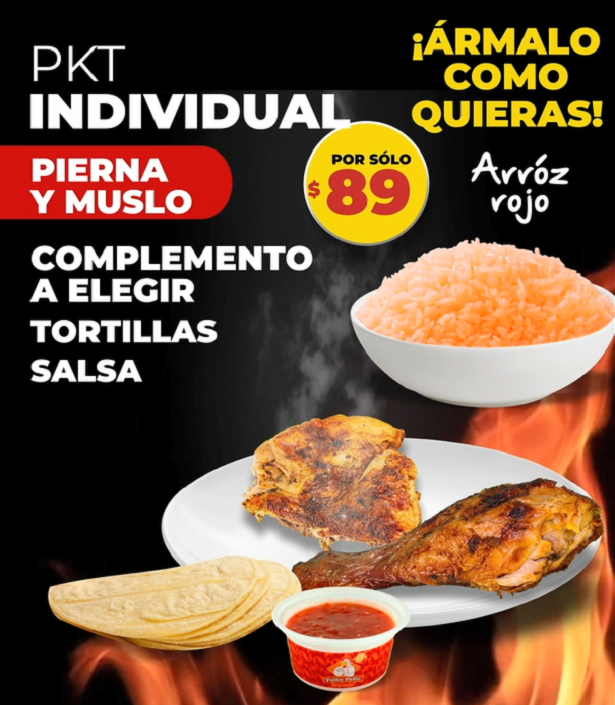 PKT
INDIVIDUAL
¡ÁRMALO
COMO
QUIERAS!
PIERNA
Y MUSLO
POR SÓLO
$89
Arróz
rojo
COMPLEMENTO
A ELEGIR
TORTILLAS
SALSA